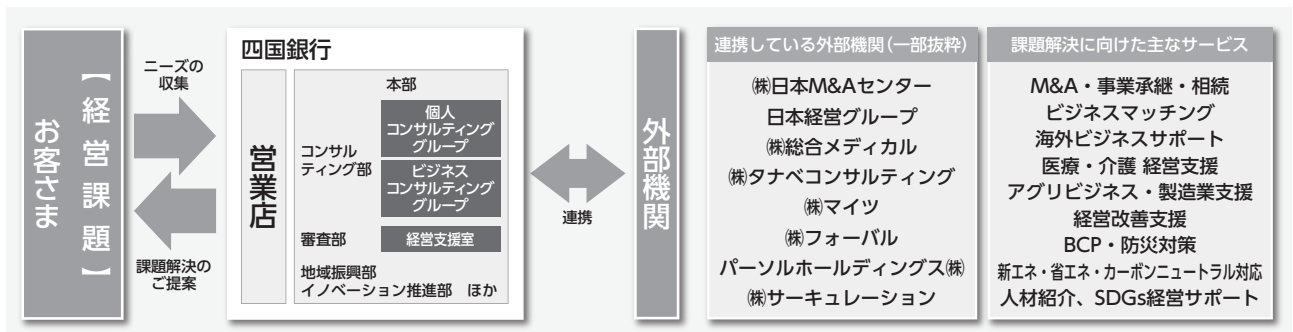 お客さま
【経営課題】
ニーズの
収集
課題解決の
ご提案
四国銀行
営業店
本部
コンサル
ティング部
個人
コンサルティング
グループ
ビジネス
コンサルティング
グループ
審査部
経営支援室
地域振興部
イノベーション推進部 ほか
連携
外部機関
連携している外部機関(一部抜粋)
㈱日本M&Aセンター
日本経営グループ
㈱総合メディカル
㈱タナベコンサルティング
㈱マイツ
㈱フォーバル
パーソルホールディングス㈱
㈱サーキュレーション
課題解決に向けた主なサービス
M&A・事業承継・相続
ビジネスマッチング
海外ビジネスサポート
医療・介護 経営支援
アグリビジネス・製造業支援
経営改善支援
BCP・防災対策
新エネ・省エネ・カーボンニュートラル対応
人材紹介、SDGs経営サポート